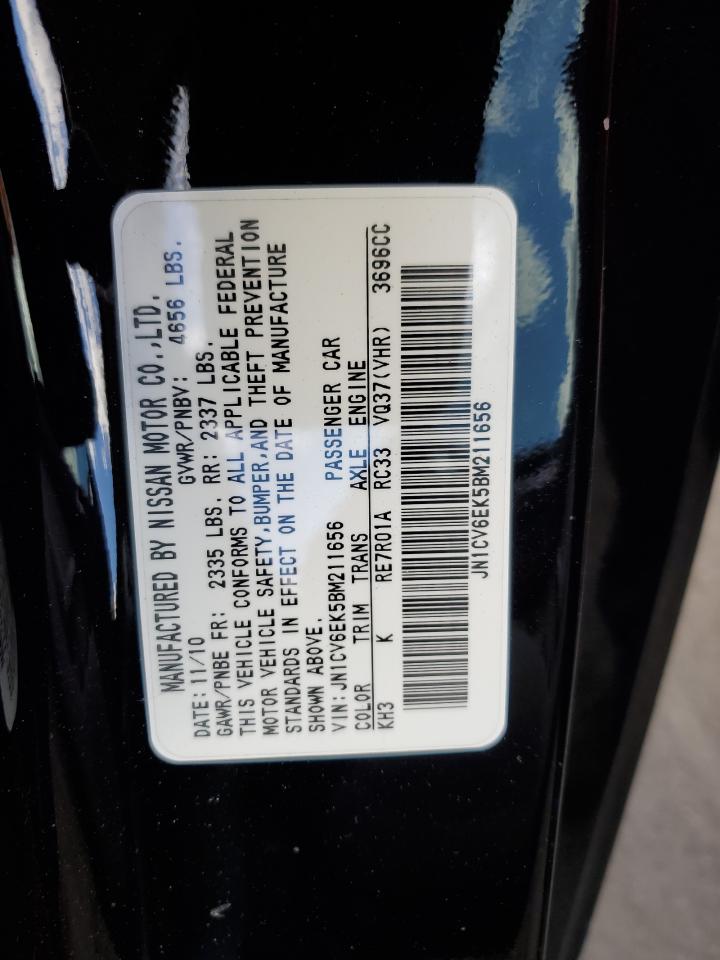 MANUFACTURED BY NISSAN MOTOR CO.,LTD.
DATE: 11/10 GVWR/PNBV: 4656 LBS.
GAWR/PNBE FR: 2335 LBS. RR: 2337 LBS.
THIS VEHICLE CONFORMS TO ALL APPLICABLE FEDERAL
MOTOR VEHICLE SAFETY,BUMPER,AND THEFT PREVENTION
STANDARDS IN EFFECT ON THE DATE OF MANUFACTURE
SHOWN ABOVE.
VIN: JN1CV6EK5BM211656 PASSENGER CAR
COLOR TRIM TRANS AXLE ENGINE
KH3 K RE7R01A RC33 VQ37(VHR) 3696CC
JN1CV6EK5BM211656